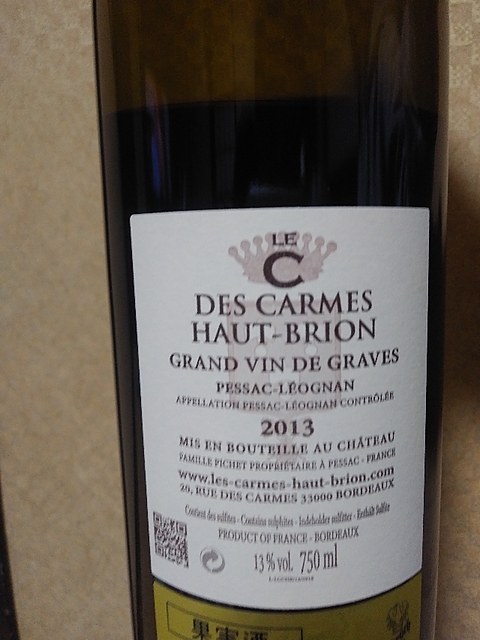 LE
C
DES CARMES
HAUT-BRION
GRAND VIN DE GRAVES
PESSAC-LÉOGNAN
APPELLATION PESSAC-LÉOGNAN CONTRÔLÉE
2013
MIS EN BOUTEILLE AU CHÂTEAU
FAMILLE PICHET PROPRIÉTAIRE À PESSAC - FRANCE
www.les-carmes-haut-brion.com
20, RUE DES CARMES 33000 BORDEAUX
Contient des sulfites - Contains sulphites - Indeholder sulfitter - Enthält Sulfite
PRODUCT OF FRANCE - BORDEAUX
13 % vol. 750 ml
果実酒